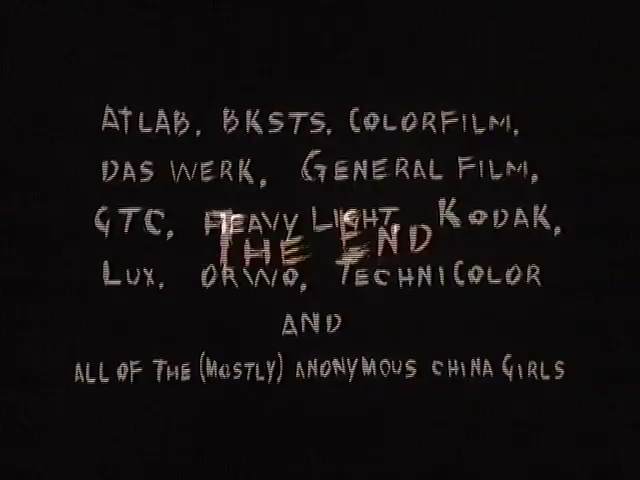 ATLAB, BKSTS, COLORFILM,
DAS WERK, GENERAL FILM,
GTC, HEAVY LIGHT, KODAK,
THE END
LUX, ORWO, TECHNICOLOR
AND
ALL OF THE (MOSTLY) ANONYMOUS CHINA GIRLS